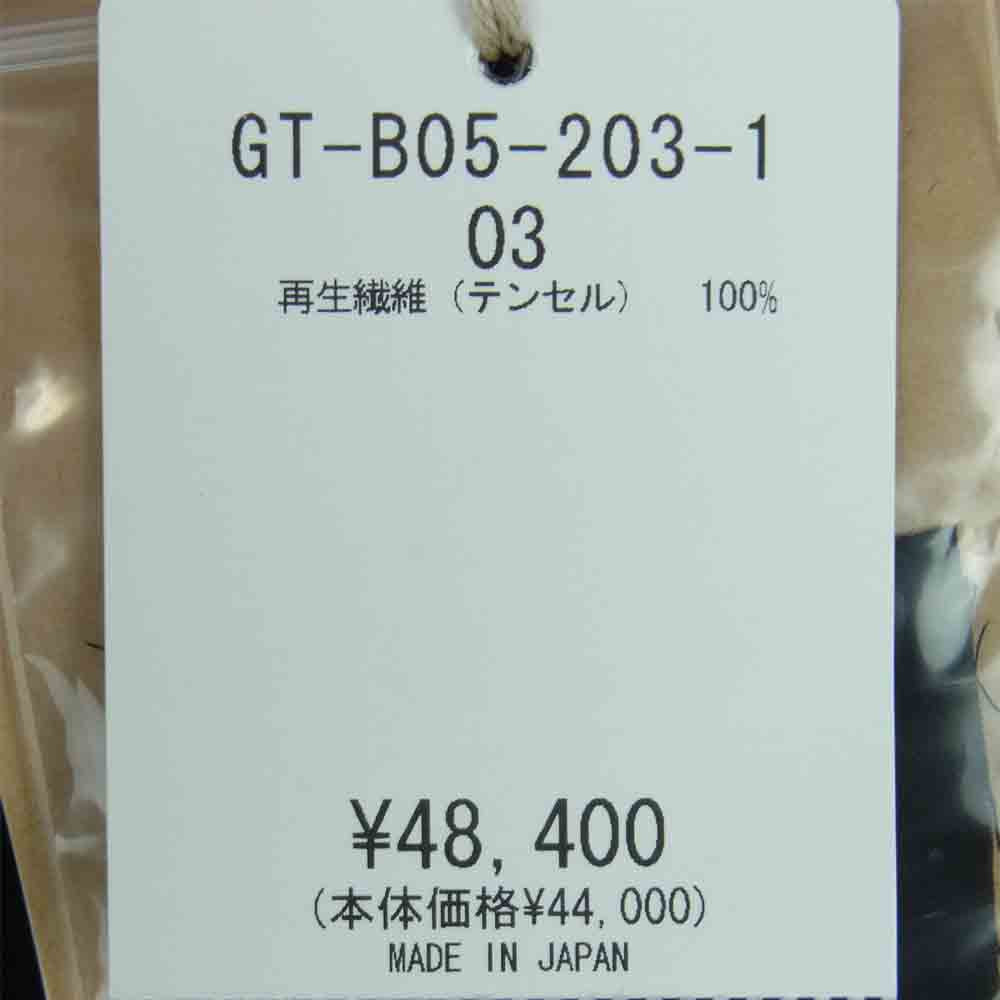 GT-B05-203-1
03
再生繊維（テンセル） 100%
¥48,400
(本体価格¥44,000)
MADE IN JAPAN